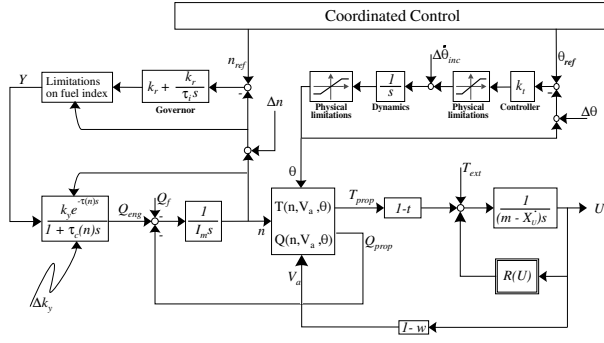 Coordinated Control
n_ref
θ_ref
Δθ̇_inc
Y
Limitations
on fuel index
k_r + k_r / τ_i s
Governor
Δn
Physical
limitations
1 / s
Dynamics
Physical
limitations
k_t
Controller
Δθ
θ
k_y e^{-τ(n)s} / 1 + τ_c(n)s
Q_eng
Q_f
1 / I_m s
n
T(n,V_a,θ)
Q(n,V_a,θ)
T_prop
1-t
T_ext
1 / (m - X_U̇)s
U
Q_prop
V_a
R(U)
Δk_y
1- w
-
-
-
-